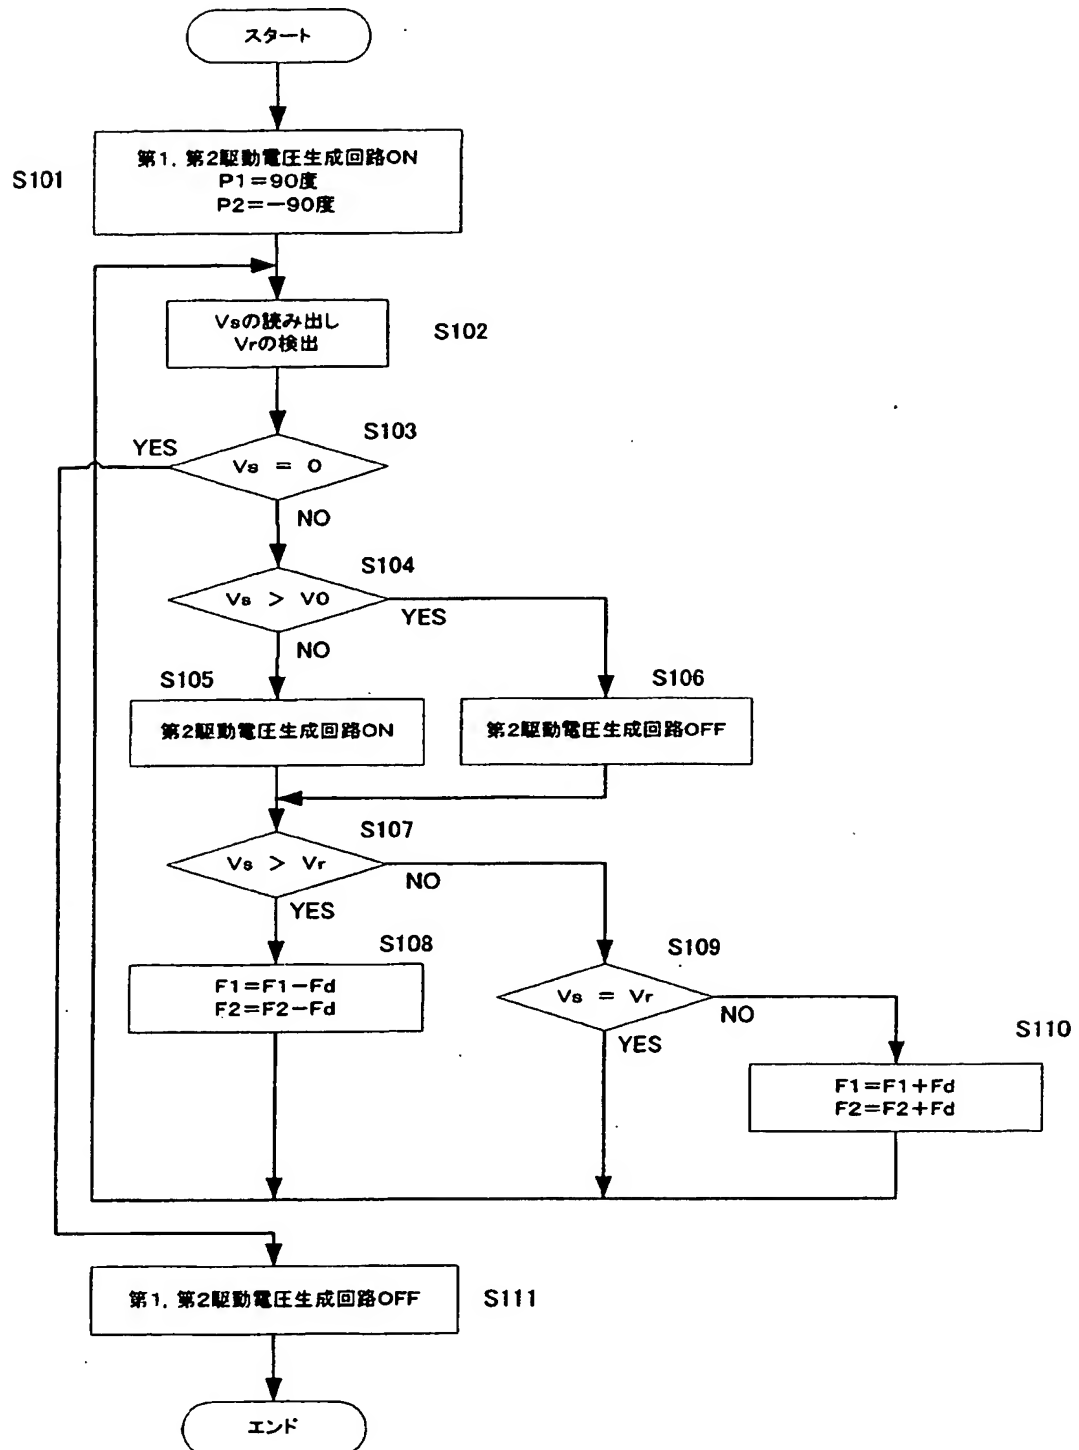 スタート
第1，第2駆動電圧生成回路ON
P1＝90度
P2＝－90度
S101
Vsの読み出し
Vrの検出
S102
S103
YES
Vs = 0
NO
S104
Vs > V0
YES
NO
S105
S106
第2駆動電圧生成回路ON
第2駆動電圧生成回路OFF
S107
Vs > Vr
NO
YES
S108
S109
F1＝F1－Fd
F2＝F2－Fd
Vs = Vr
NO
YES
S110
F1＝F1＋Fd
F2＝F2＋Fd
第1，第2駆動電圧生成回路OFF
S111
エンド